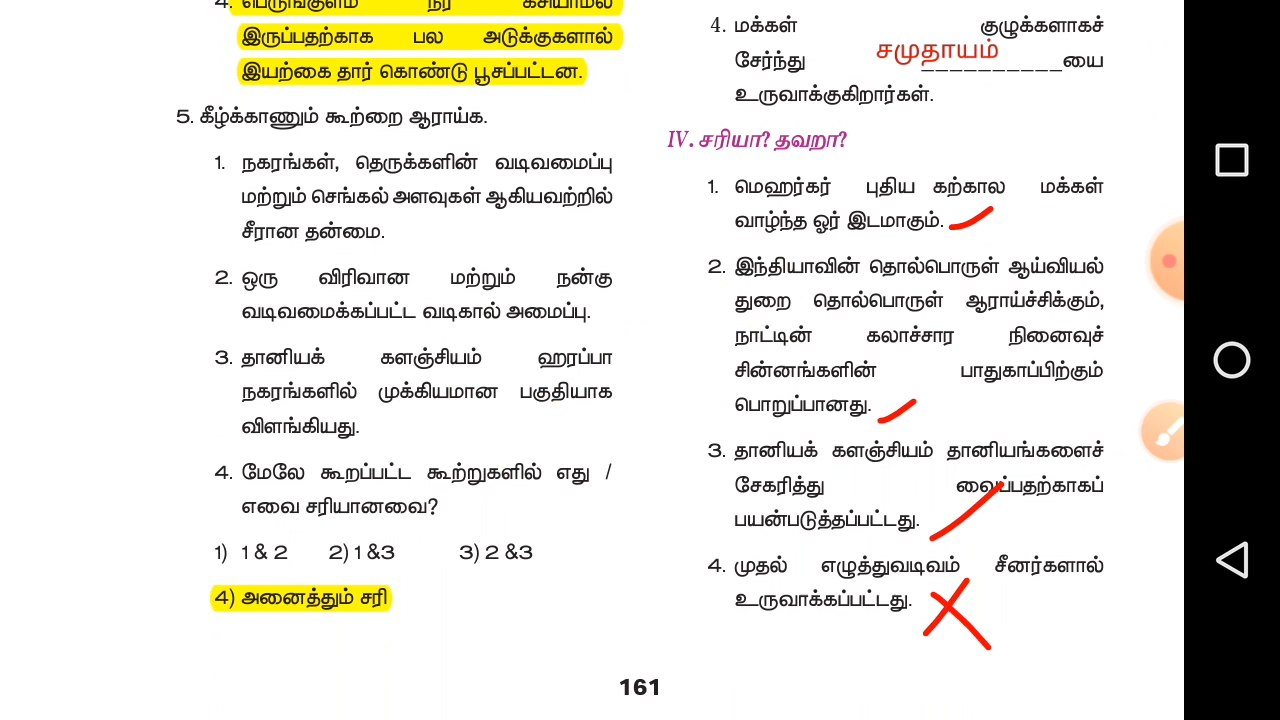 4. பெருங்குளம் நீர் கசியாமல்
இருப்பதற்காக பல அடுக்குகளால்
இயற்கை தார் கொண்டு பூசப்பட்டன.
5. கீழ்க்காணும் கூற்றை ஆராய்க.
1. நகரங்கள், தெருக்களின் வடிவமைப்பு
மற்றும் செங்கல் அளவுகள் ஆகியவற்றில்
சீரான தன்மை.
2. ஒரு விரிவான மற்றும் நன்கு
வடிவமைக்கப்பட்ட வடிகால் அமைப்பு.
3. தானியக் களஞ்சியம் ஹரப்பா
நகரங்களில் முக்கியமான பகுதியாக
விளங்கியது.
4. மேலே கூறப்பட்ட கூற்றுகளில் எது /
எவை சரியானவை?
1) 1 & 2 2) 1 &3 3) 2 &3
4) அனைத்தும் சரி
4. மக்கள் குழுக்களாகச்
சேர்ந்து சமுதாயம் __________யை
உருவாக்குகிறார்கள்.
IV. சரியா? தவறா?
1. மெஹர்கர் புதிய கற்கால மக்கள்
வாழ்ந்த ஓர் இடமாகும்.
2. இந்தியாவின் தொல்பொருள் ஆய்வியல்
துறை தொல்பொருள் ஆராய்ச்சிக்கும்,
நாட்டின் கலாச்சார நினைவுச்
சின்னங்களின் பாதுகாப்பிற்கும்
பொறுப்பானது.
3. தானியக் களஞ்சியம் தானியங்களைச்
சேகரித்து வைப்பதற்காகப்
பயன்படுத்தப்பட்டது.
4. முதல் எழுத்துவடிவம் சீனர்களால்
உருவாக்கப்பட்டது.
161